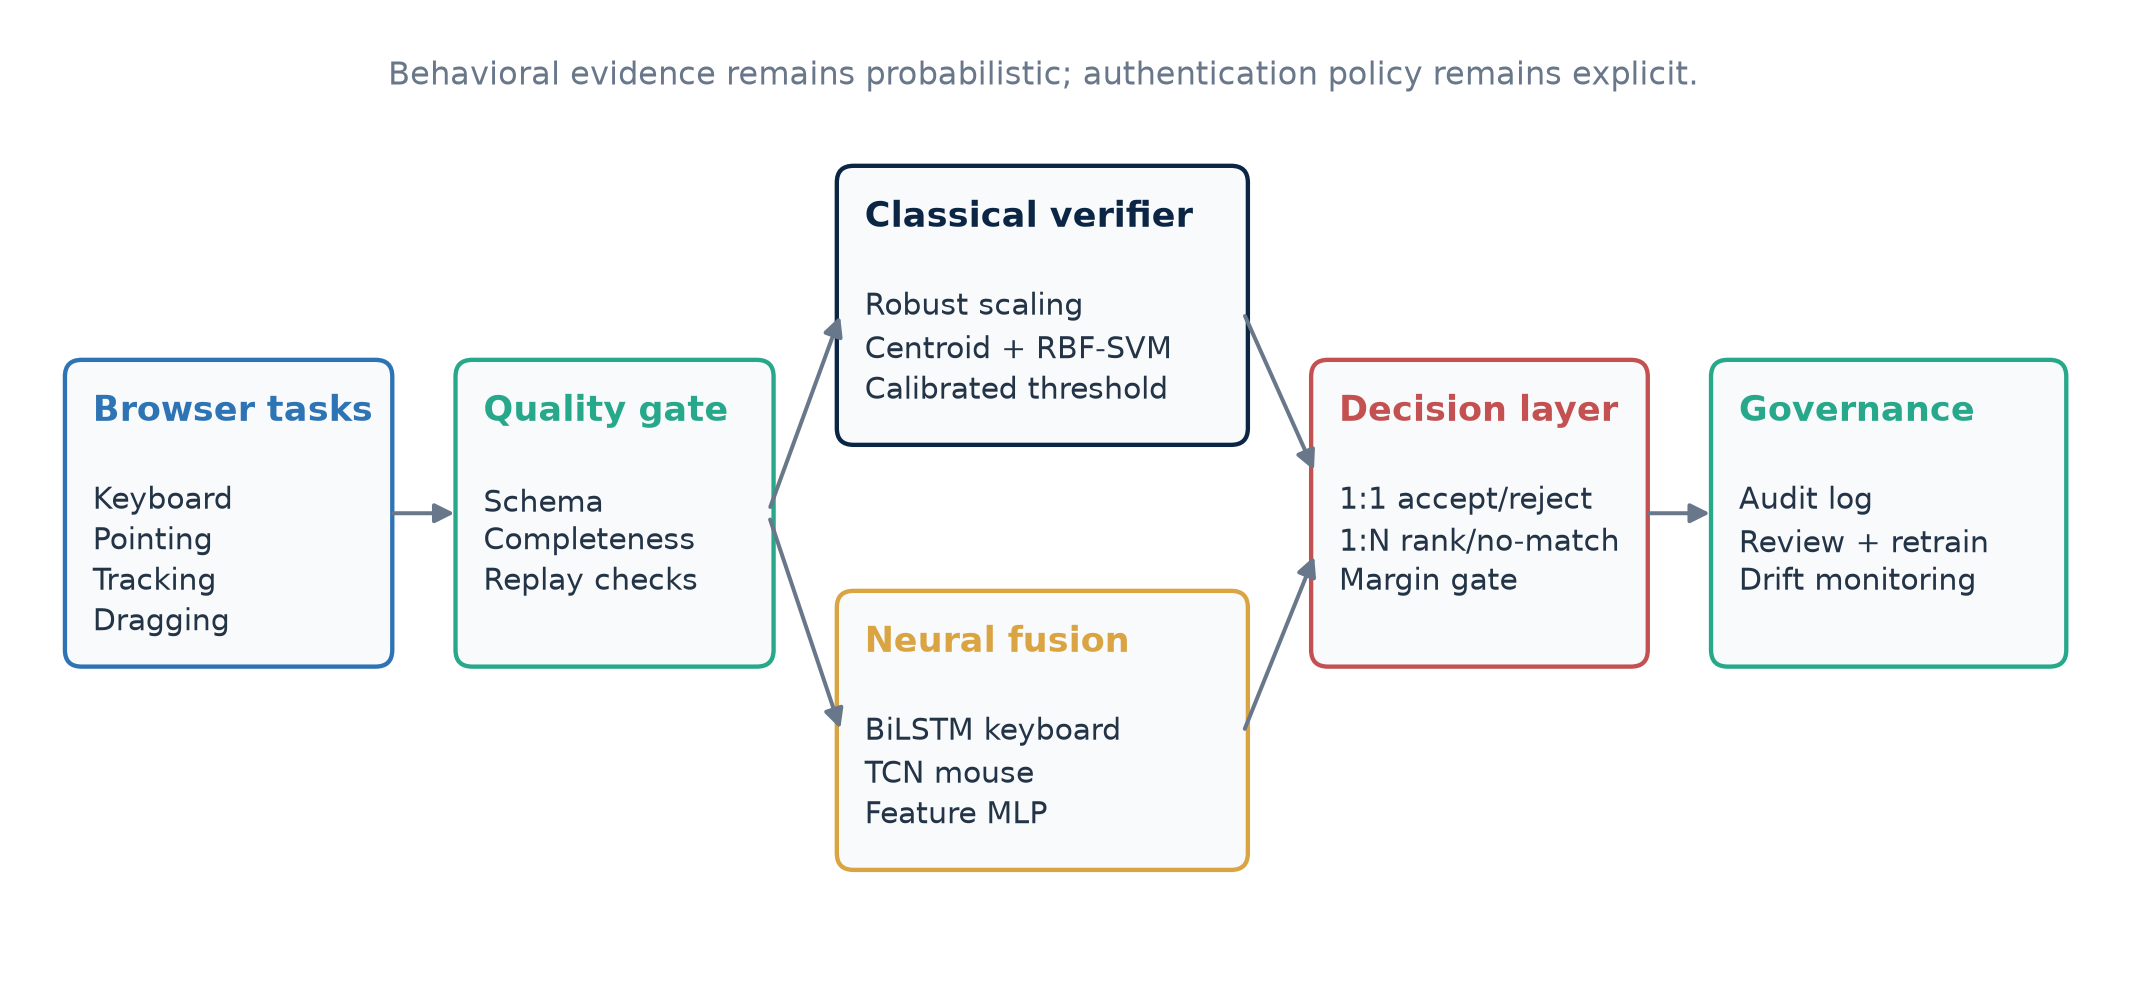 Behavioral evidence remains probabilistic; authentication policy remains explicit.
Browser tasks
Keyboard
Pointing
Tracking
Dragging
Quality gate
Schema
Completeness
Replay checks
Classical verifier
Robust scaling
Centroid + RBF-SVM
Calibrated threshold
Neural fusion
BiLSTM keyboard
TCN mouse
Feature MLP
Decision layer
1:1 accept/reject
1:N rank/no-match
Margin gate
Governance
Audit log
Review + retrain
Drift monitoring